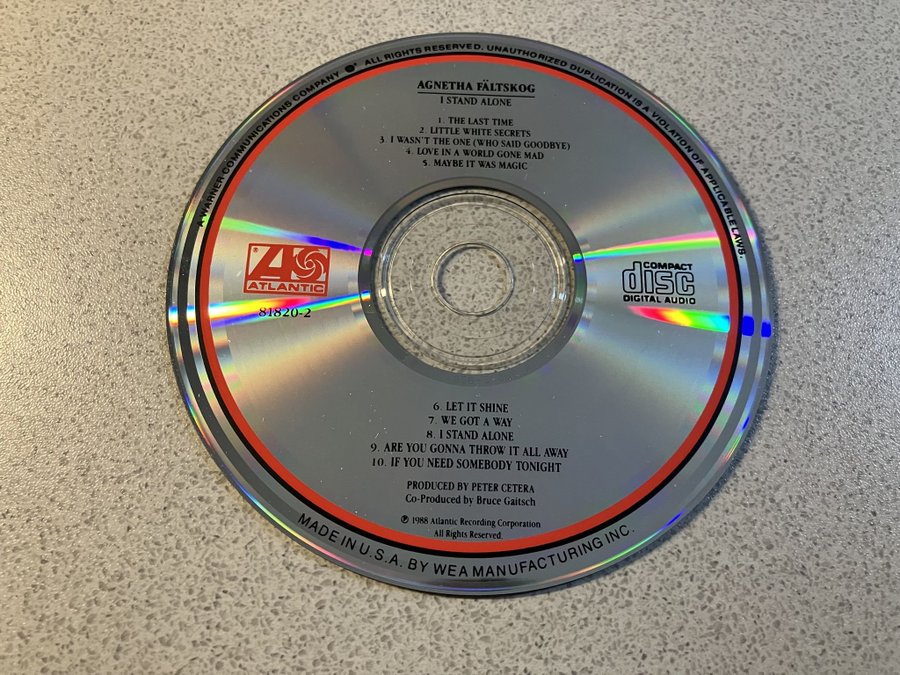 A WARNER COMMUNICATIONS COMPANY ALL RIGHTS RESERVED. UNAUTHORIZED DUPLICATION IS A VIOLATION OF APPLICABLE LAWS.
AGNETHA FÄLTSKOG
I STAND ALONE
1. THE LAST TIME
2. LITTLE WHITE SECRETS
3. I WASN'T THE ONE (WHO SAID GOODBYE)
4. LOVE IN A WORLD GONE MAD
5. MAYBE IT WAS MAGIC
®
A
ATLANTIC
81820-2
COMPACT
disc
DIGITAL AUDIO
6. LET IT SHINE
7. WE GOT A WAY
8. I STAND ALONE
9. ARE YOU GONNA THROW IT ALL AWAY
10. IF YOU NEED SOMEBODY TONIGHT
PRODUCED BY PETER CETERA
Co-Produced by Bruce Gaitsch
℗ 1988 Atlantic Recording Corporation
All Rights Reserved.
MADE IN U.S.A. BY WEA MANUFACTURING INC.